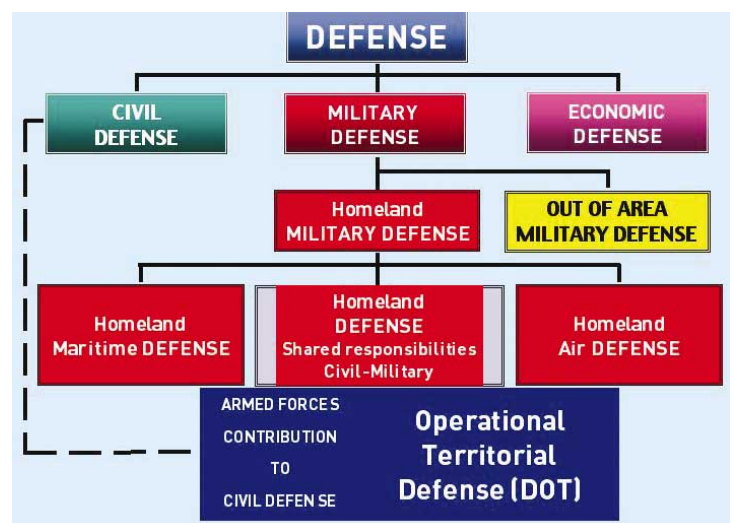 DEFENSE
CIVIL
DEFENSE
MILITARY
DEFENSE
ECONOMIC
DEFENSE
Homeland
MILITARY DEFENSE
OUT OF AREA
MILITARY DEFENSE
Homeland
Maritime DEFENSE
Homeland
DEFENSE
Shared responsibilities
Civil-Military
Homeland
Air DEFENSE
ARMED FORCES
CONTRIBUTION
TO
CIVIL DEFENSE
Operational
Territorial
Defense (DOT)